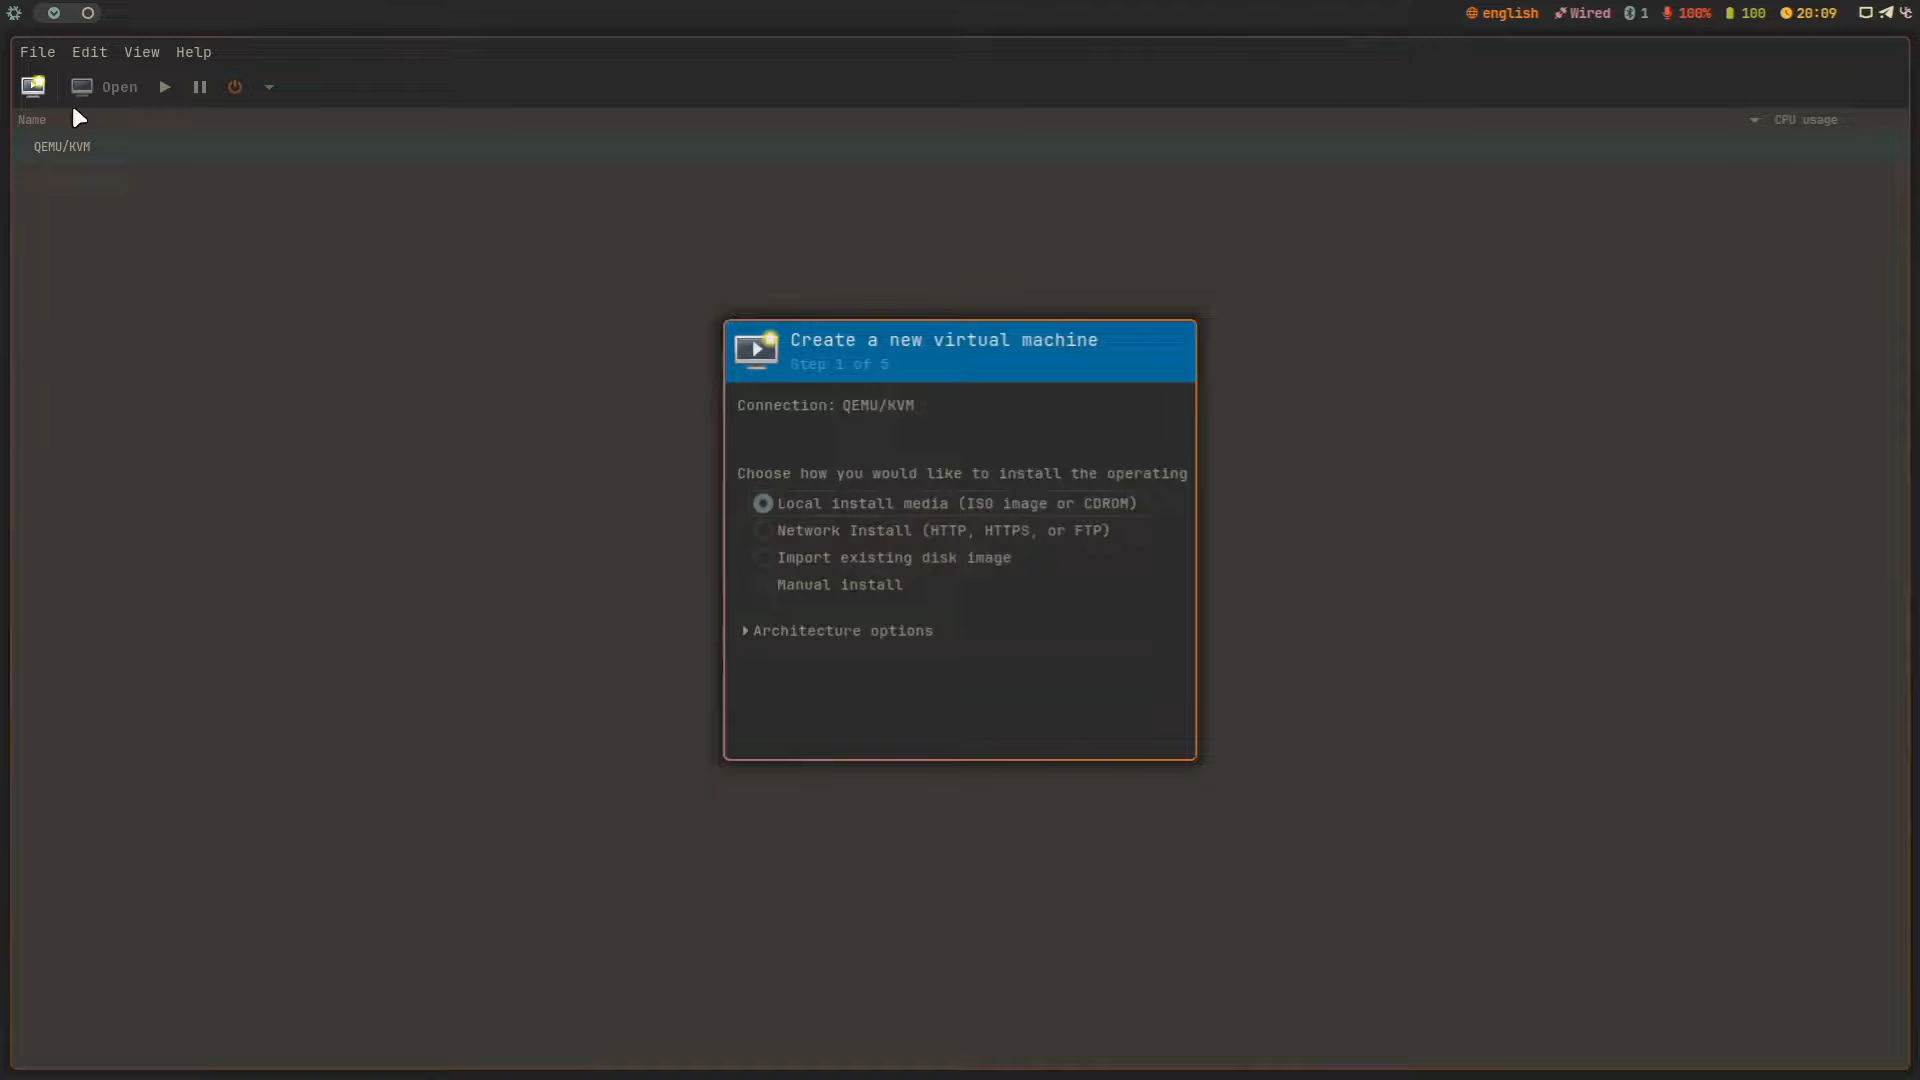 english Wired 1 100% 100 20:09
File Edit View Help
Open
Name CPU usage
QEMU/KVM
Create a new virtual machine
Step 1 of 5
Connection: QEMU/KVM
Choose how you would like to install the operating
Local install media (ISO image or CDROM)
Network Install (HTTP, HTTPS, or FTP)
Import existing disk image
Manual install
Architecture options